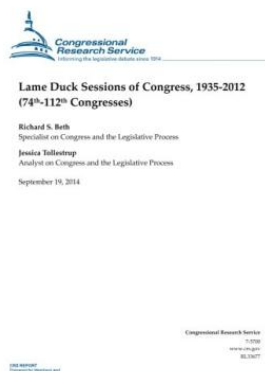 Congressional
Research Service
Informing the legislative debate since 1914
Lame Duck Sessions of Congress, 1935-2012
(74th-112th Congresses)
Richard S. Beth
Specialist on Congress and the Legislative Process
Jessica Tollestrup
Analyst on Congress and the Legislative Process
September 19, 2014
Congressional Research Service
7-5700
www.crs.gov
RL33677
CRS REPORT